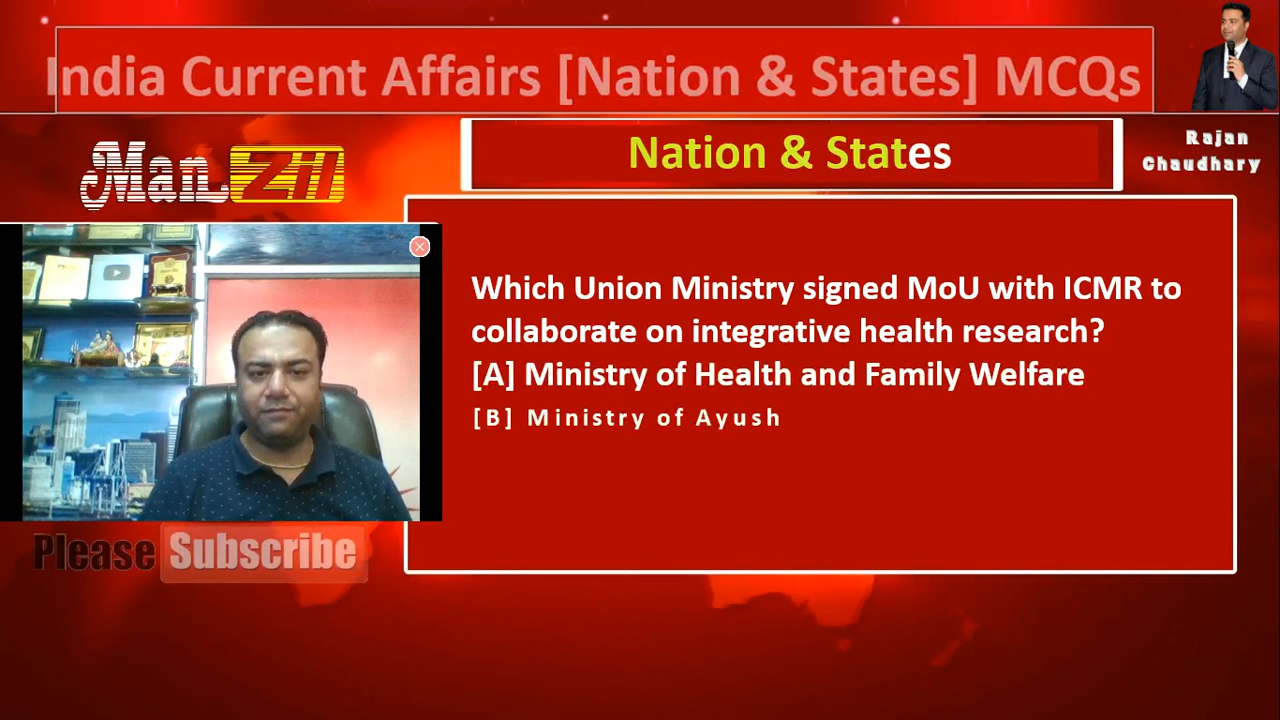 India Current Affairs [Nation & States] MCQs
Rajan
Chaudhary
ManZil
Nation & States
Which Union Ministry signed MoU with ICMR to
collaborate on integrative health research?
[A] Ministry of Health and Family Welfare
[B] Ministry of Ayush
Please Subscribe